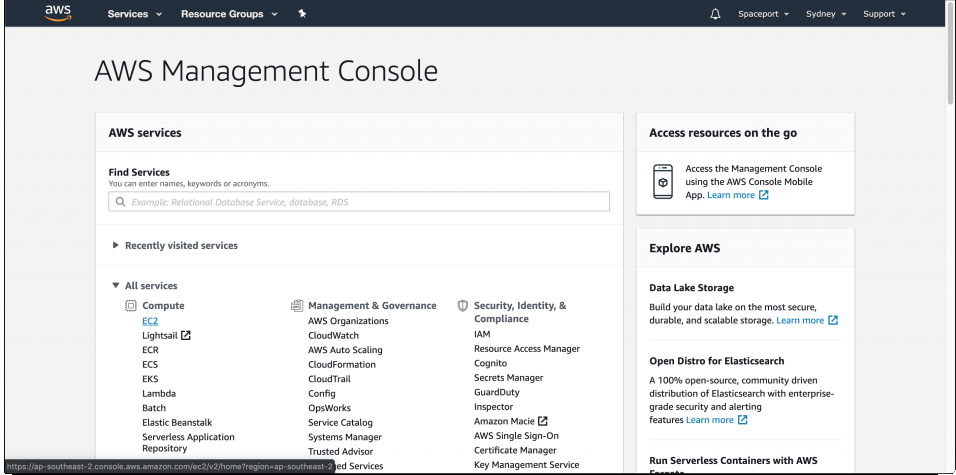 aws
Services
Resource Groups
Spaceport
Sydney
Support
AWS Management Console
AWS services
Find Services
You can enter names, keywords or acronyms.
Example: Relational Database Service, database, RDS
Recently visited services
All services
Compute
EC2
Lightsail
ECR
ECS
EKS
Lambda
Batch
Elastic Beanstalk
Serverless Application
Repository
Management & Governance
AWS Organizations
CloudWatch
AWS Auto Scaling
CloudFormation
CloudTrail
Config
OpsWorks
Service Catalog
Systems Manager
Trusted Advisor
ed Services
Security, Identity, &
Compliance
IAM
Resource Access Manager
Cognito
Secrets Manager
GuardDuty
Inspector
Amazon Macie
AWS Single Sign-On
Certificate Manager
Key Management Service
Access resources on the go
Access the Management Console
using the AWS Console Mobile
App. Learn more
Explore AWS
Data Lake Storage
Build your data lake on the most secure,
durable, and scalable storage. Learn more
Open Distro for Elasticsearch
A 100% open-source, community driven
distribution of Elasticsearch with enterprise-
grade security and alerting
features Learn more
Run Serverless Containers with AWS
https://ap-southeast-2.console.aws.amazon.com/ec2/v2/home?region=ap-southeast-2